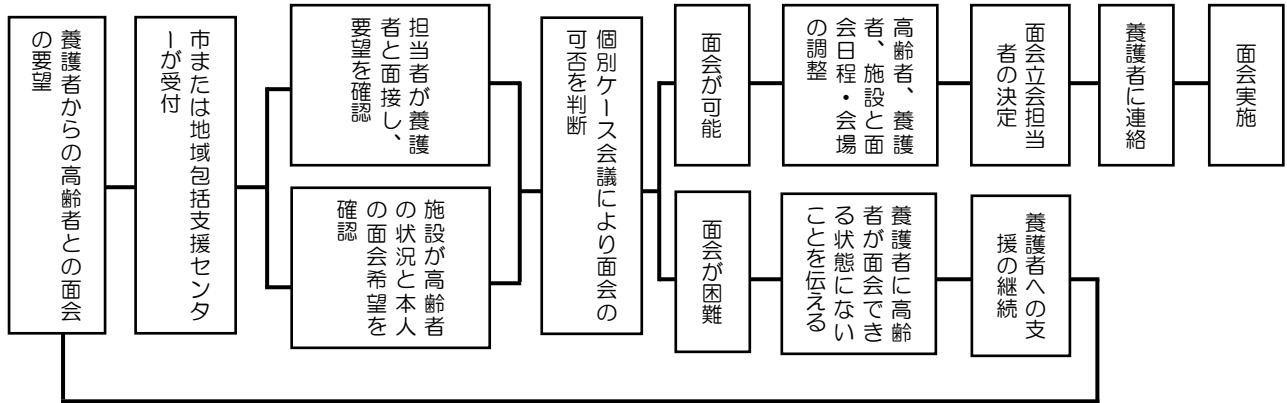 養護者からの高齢者との面会
の要望
市または地域包括支援センタ
ーが受付
担当者が養護
者と面接し、
要望を確認
施設が高齢者
の状況と本人
の面会希望を
確認
個別ケース会議により面会の
可否を判断
面会が可能
高齢者、養護
者、施設と面
会日程・会場
の調整
面会立会担当
者の決定
養護者に連絡
面会実施
面会が困難
養護者に高齢
者が面会でき
る状態にない
ことを伝える
養護者への支
援の継続